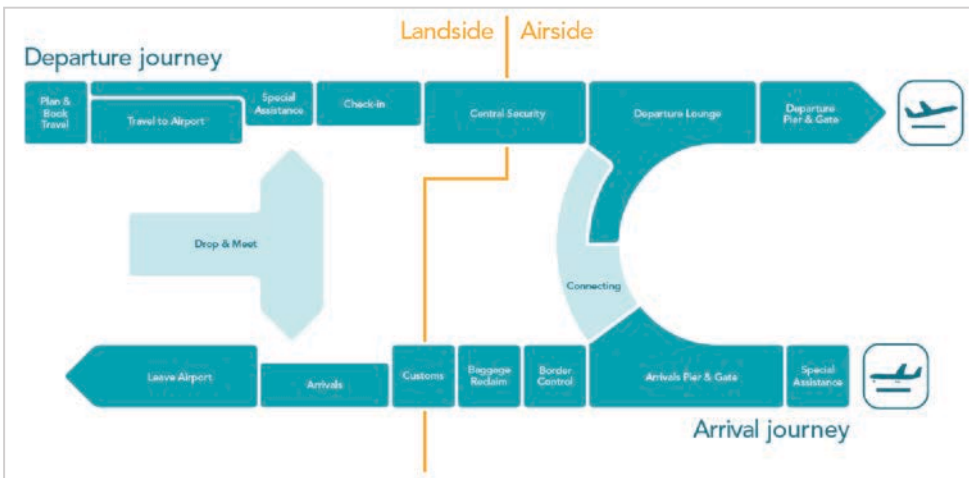 Landside
Airside
Departure journey
Plan &
Book
Travel
Travel to Airport
Special
Assistance
Check-in
Central Security
Departure Lounge
Departure
Pier & Gate
Drop & Meet
Connecting
Leave Airport
Arrivals
Customs
Baggage
Reclaim
Border
Control
Arrivals Pier & Gate
Special
Assistance
Arrival journey